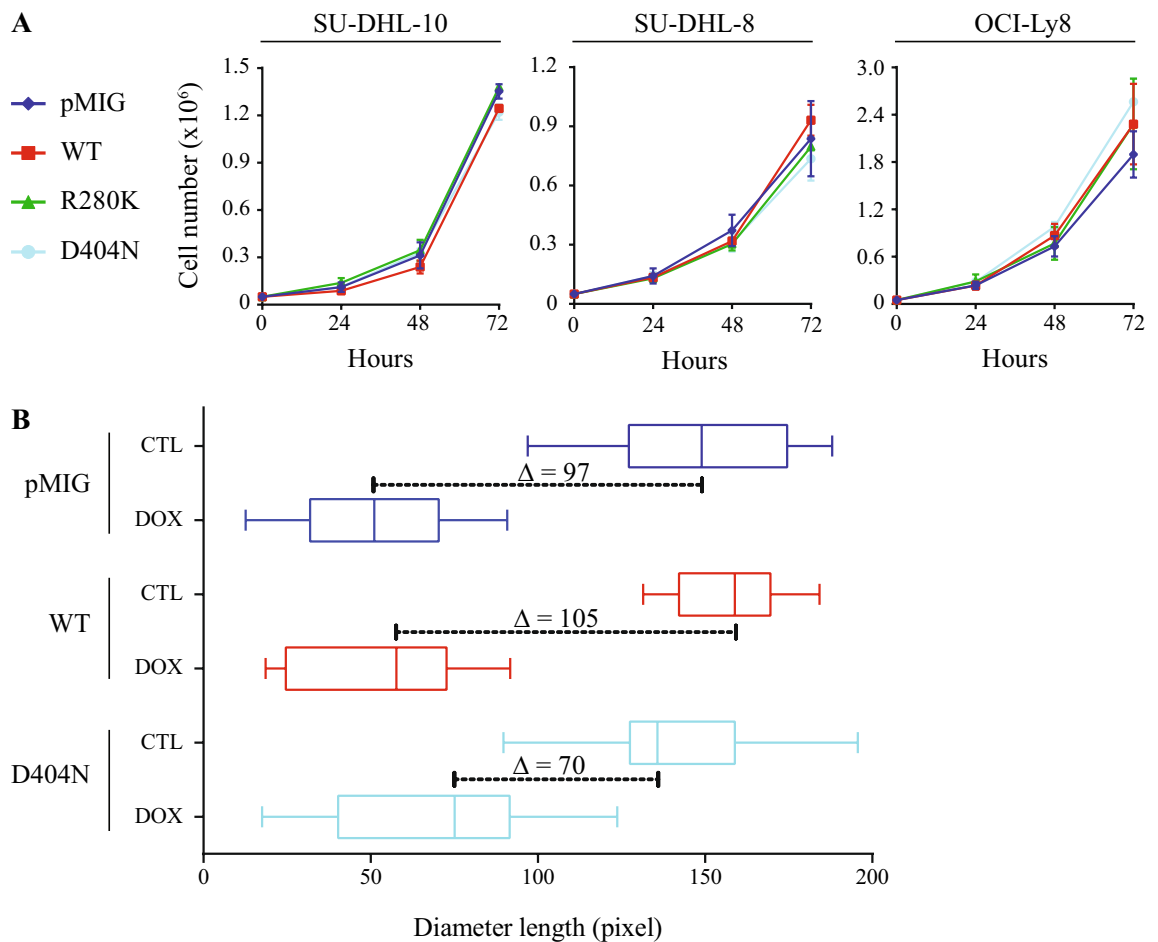 A
SU-DHL-10
SU-DHL-8
OCI-Ly8
pMIG
WT
R280K
D404N
Cell number (x10⁶)
1.5
1.2
0.9
0.6
0.3
0
0 24 48 72
Hours
1.2
0.9
0.6
0.3
0
0 24 48 72
Hours
3.0
2.4
1.8
1.2
0.6
0
0 24 48 72
Hours
B
pMIG
CTL
Δ = 97
DOX
WT
CTL
Δ = 105
DOX
D404N
CTL
Δ = 70
DOX
0 50 100 150 200
Diameter length (pixel)